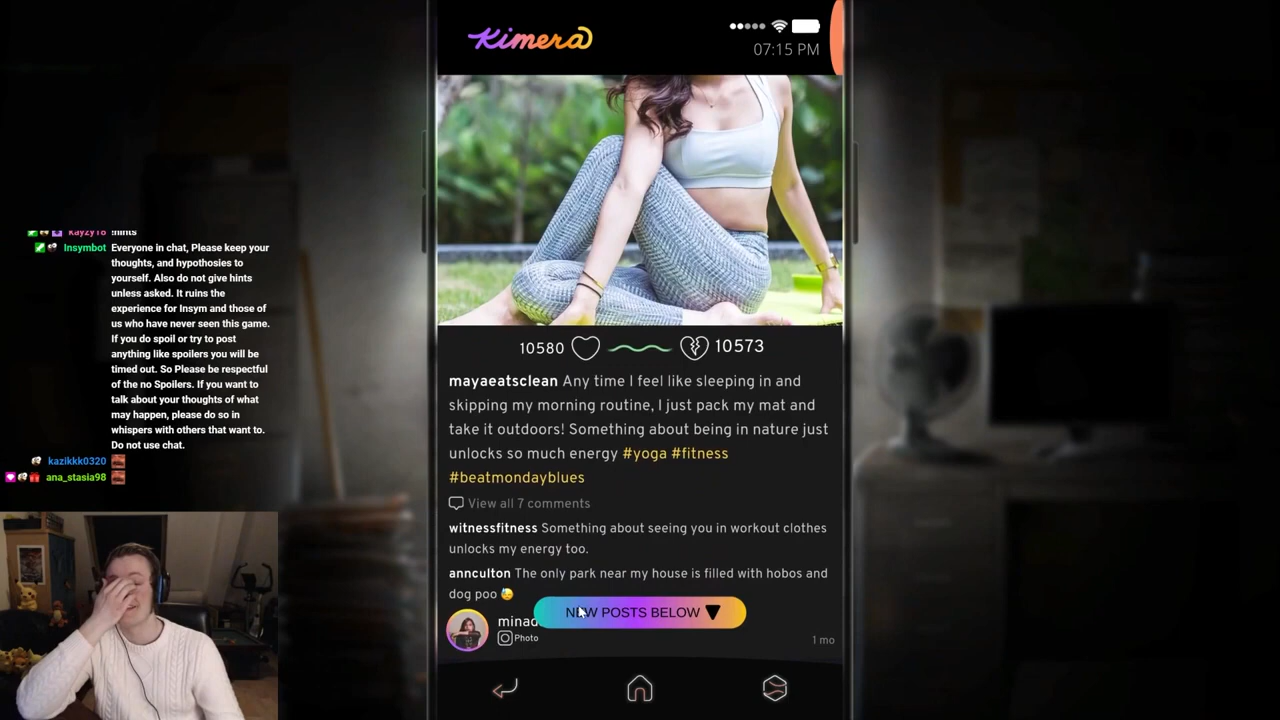 Kimera
07:15 PM
kayzy18 !hints
Insymbot Everyone in chat, Please keep your
thoughts, and hypothosies to
yourself. Also do not give hints
unless asked. It ruins the
experience for Insym and those of
us who have never seen this game.
If you do spoil or try to post
anything like spoilers you will be
timed out. So Please be respectful
of the no Spoilers. If you want to
talk about your thoughts of what
may happen, please do so in
whispers with others that want to.
Do not use chat.
kazikkk0320
ana_stasia98
10580 10573
mayaeatsclean Any time I feel like sleeping in and
skipping my morning routine, I just pack my mat and
take it outdoors! Something about being in nature just
unlocks so much energy #yoga #fitness
#beatmondayblues
View all 7 comments
witnessfitness Something about seeing you in workout clothes
unlocks my energy too.
annculton The only park near my house is filled with hobos and
dog poo 😓
NEW POSTS BELOW
Photo
1 mo